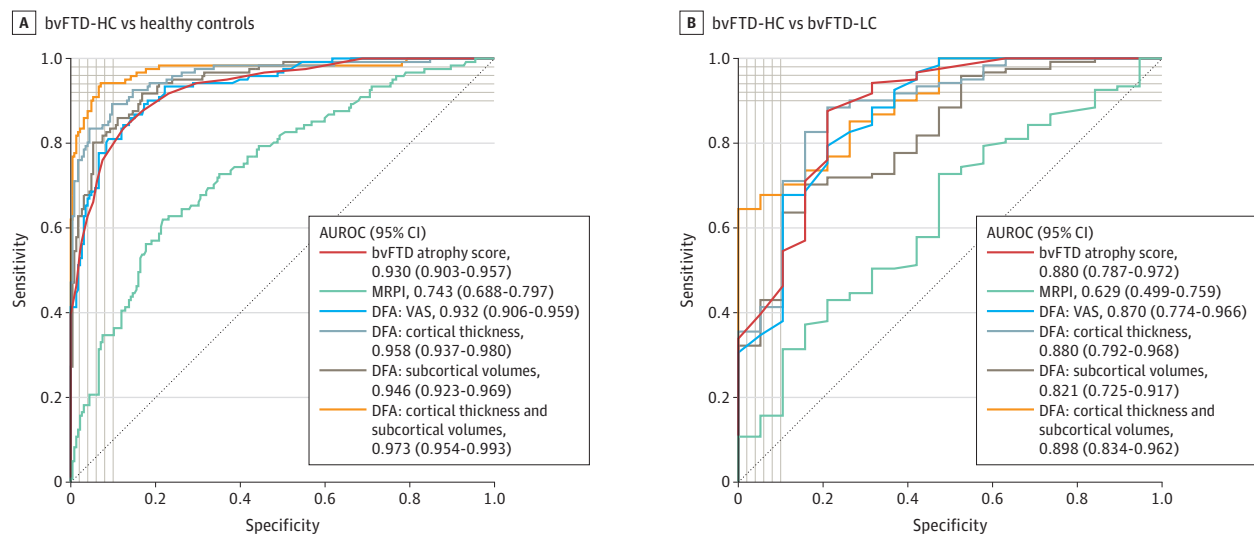 A bvFTD-HC vs healthy controls
1.0
0.8
0.6
0.4
0.2
0
Sensitivity
0
0.2
0.4
0.6
0.8
1.0
Specificity
AUROC (95% CI)
bvFTD atrophy score,
0.930 (0.903-0.957)
MRPI, 0.743 (0.688-0.797)
DFA: VAS, 0.932 (0.906-0.959)
DFA: cortical thickness,
0.958 (0.937-0.980)
DFA: subcortical volumes,
0.946 (0.923-0.969)
DFA: cortical thickness and
subcortical volumes,
0.973 (0.954-0.993)
B bvFTD-HC vs bvFTD-LC
1.0
0.8
0.6
0.4
0.2
0
Sensitivity
0
0.2
0.4
0.6
0.8
1.0
Specificity
AUROC (95% CI)
bvFTD atrophy score,
0.880 (0.787-0.972)
MRPI, 0.629 (0.499-0.759)
DFA: VAS, 0.870 (0.774-0.966)
DFA: cortical thickness,
0.880 (0.792-0.968)
DFA: subcortical volumes,
0.821 (0.725-0.917)
DFA: cortical thickness and
subcortical volumes,
0.898 (0.834-0.962)